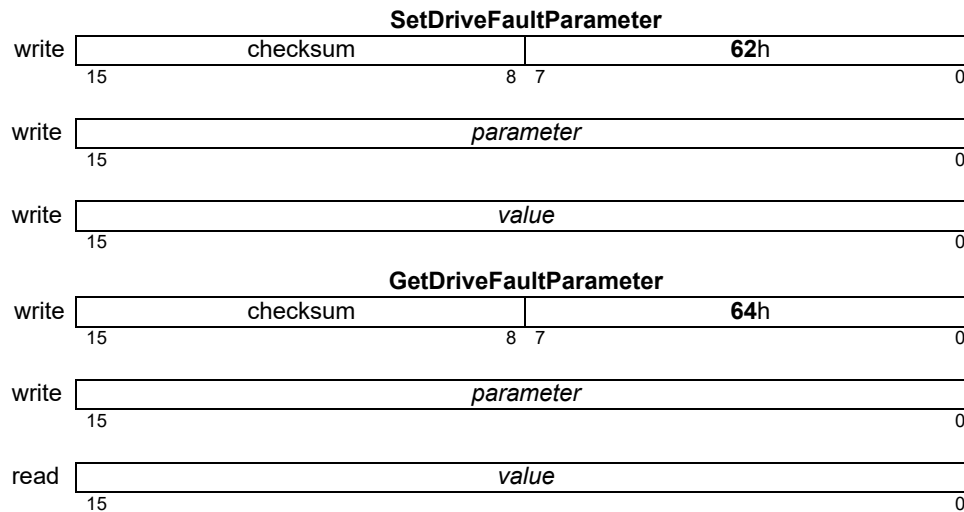 SetDriveFaultParameter
write checksum 62h
15 8 7 0
write parameter
15 0
write value
15 0
GetDriveFaultParameter
write checksum 64h
15 8 7 0
write parameter
15 0
read value
15 0